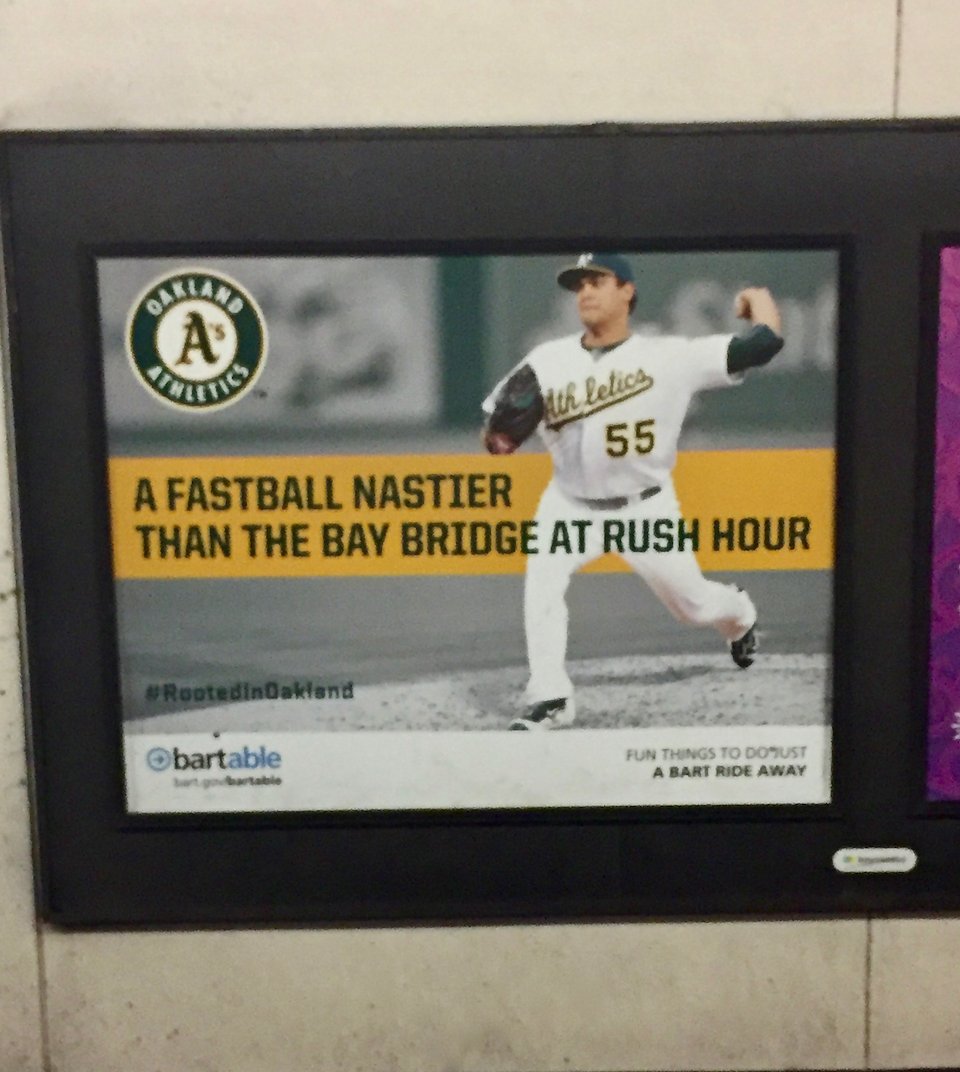 OAKLAND
A's
ATHLETICS
A's
Athletics
55
A FASTBALL NASTIER
THAN THE BAY BRIDGE AT RUSH HOUR
#RootedInOakland
bartable
bart.gov/bartable
FUN THINGS TO DO JUST
A BART RIDE AWAY